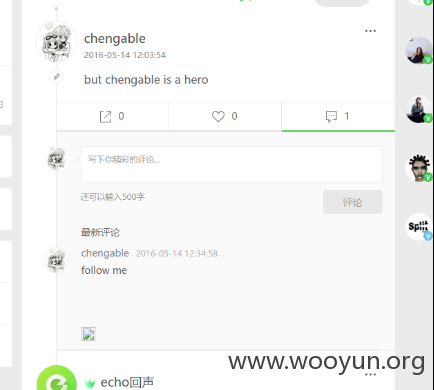 chengable
2016-05-14 12:03:54
but chengable is a hero
0
0
1
写下你精彩的评论...
还可以输入500字
评论
最新评论
chengable 2016-05-14 12:34:58
follow me
www.wooyun.org
echo回声